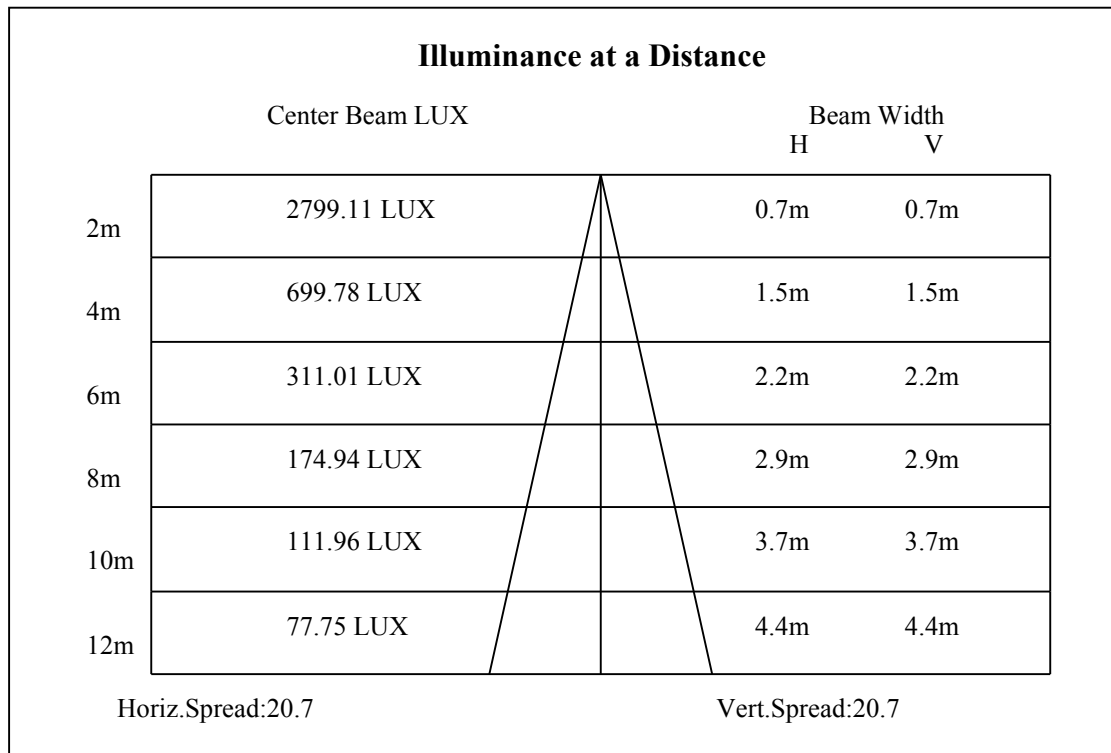 Illuminance at a Distance
Center Beam LUX Beam Width
H V
2799.11 LUX 0.7m 0.7m
2m
699.78 LUX 1.5m 1.5m
4m
311.01 LUX 2.2m 2.2m
6m
174.94 LUX 2.9m 2.9m
8m
111.96 LUX 3.7m 3.7m
10m
77.75 LUX 4.4m 4.4m
12m
Horiz.Spread:20.7 Vert.Spread:20.7